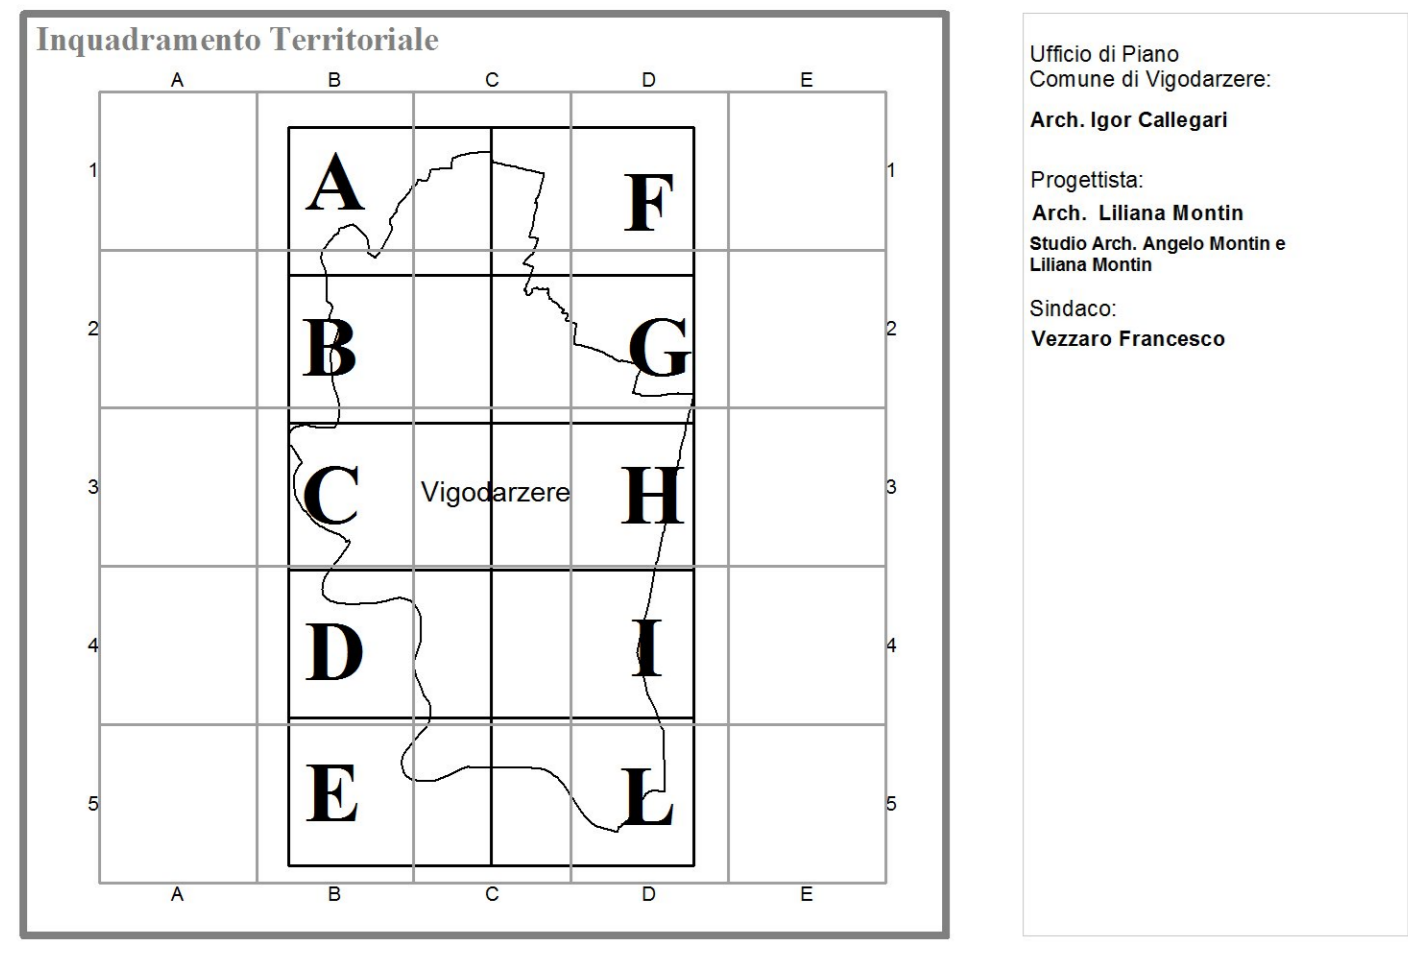 Inquadramento Territoriale
A B C D E
1 1
A F
2 2
B G
3 3
C Vigodarzere H
4 4
D I
5 5
E L
A B C D E
Ufficio di Piano
Comune di Vigodarzere:
Arch. Igor Callegari
Progettista:
Arch. Liliana Montin
Studio Arch. Angelo Montin e
Liliana Montin
Sindaco:
Vezzaro Francesco